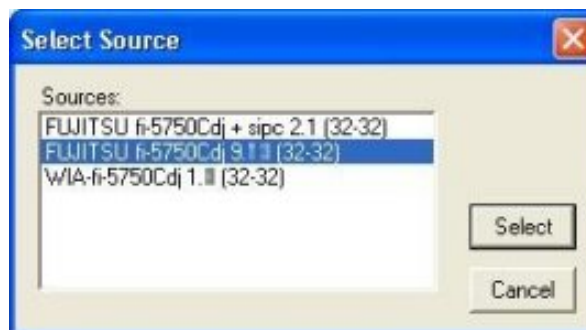 Select Source
Sources:
FUJITSU fi-5750Cdj + sipc 2.1 (32-32)
FUJITSU fi-5750Cdj (32-32)
WIA-fi-5750Cdj (32-32)
Select
Cancel